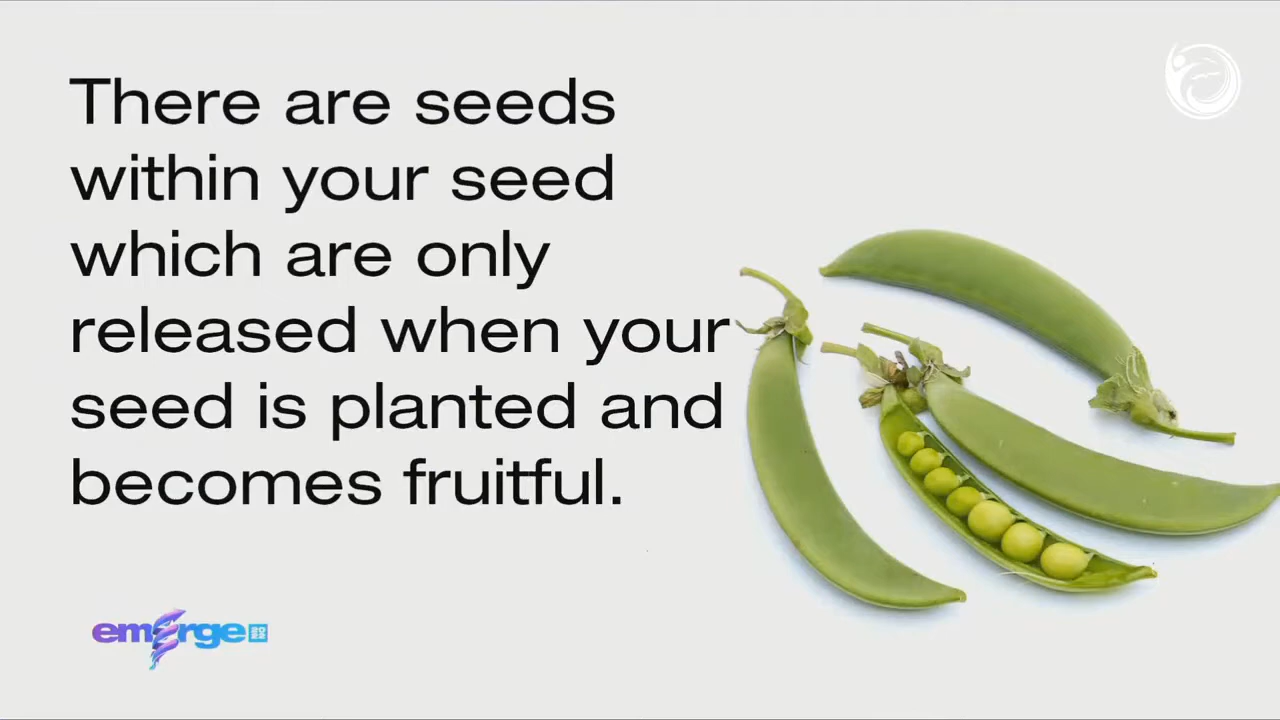 There are seeds
within your seed
which are only
released when your
seed is planted and
becomes fruitful.
emerge